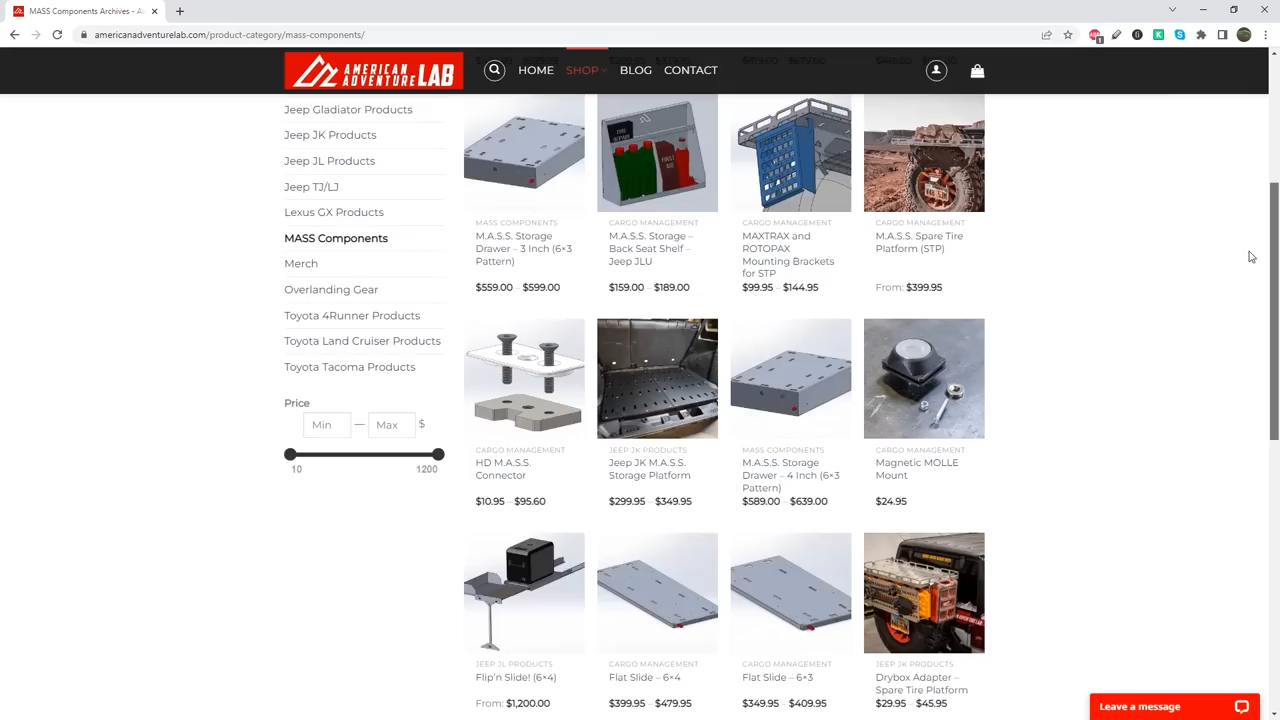 MASS Components Archives - A
americanadventurelab.com/product-category/mass-components/
1
AMERICAN
ADVENTURE LAB
HOME
SHOP
BLOG
CONTACT
Jeep Gladiator Products
Jeep JK Products
Jeep JL Products
Jeep TJ/LJ
Lexus GX Products
MASS Components
Merch
Overlanding Gear
Toyota 4Runner Products
Toyota Land Cruiser Products
Toyota Tacoma Products
Price
Min — Max $
10 1200
MASS COMPONENTS
M.A.S.S. Storage
Drawer – 3 Inch (6×3
Pattern)
$559.00 – $599.00
FIRST
CARGO MANAGEMENT
M.A.S.S. Storage –
Back Seat Shelf –
Jeep JLU
$159.00 – $189.00
CARGO MANAGEMENT
MAXTRAX and
ROTOPAX
Mounting Brackets
for STP
$99.95 – $144.95
CARGO MANAGEMENT
M.A.S.S. Spare Tire
Platform (STP)
From: $399.95
CARGO MANAGEMENT
HD M.A.S.S.
Connector
$10.95 – $95.60
JEEP JK PRODUCTS
Jeep JK M.A.S.S.
Storage Platform
$299.95 – $349.95
MASS COMPONENTS
M.A.S.S. Storage
Drawer – 4 Inch (6×3
Pattern)
$589.00 – $639.00
CARGO MANAGEMENT
Magnetic MOLLE
Mount
$24.95
JEEP JL PRODUCTS
Flip'n Slide! (6×4)
From: $1,200.00
CARGO MANAGEMENT
Flat Slide – 6×4
$399.95 – $479.95
CARGO MANAGEMENT
Flat Slide – 6×3
$349.95 – $409.95
JEEP JK PRODUCTS
Drybox Adapter –
Spare Tire Platform
$29.95 – $45.95
Leave a message